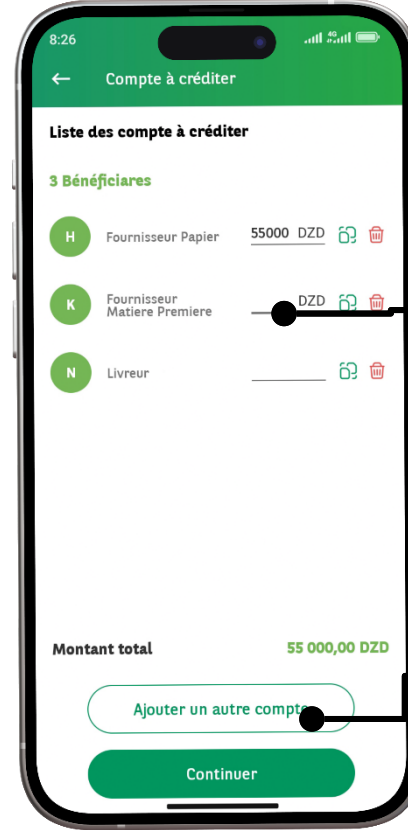 8:26
4G
Compte à créditer
Liste des compte à créditer
3 Bénéficiares
H
Fournisseur Papier
55000 DZD
K
Fournisseur
Matiere Premiere
DZD
N
Livreur
Montant total
55 000,00 DZD
Ajouter un autre compte
Continuer